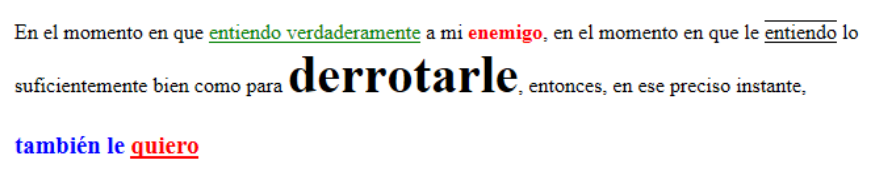 En el momento en que entiendo verdaderamente a mi enemigo, en el momento en que le entiendo lo
suficientemente bien como para derrotarle, entonces, en ese preciso instante,
también le quiero